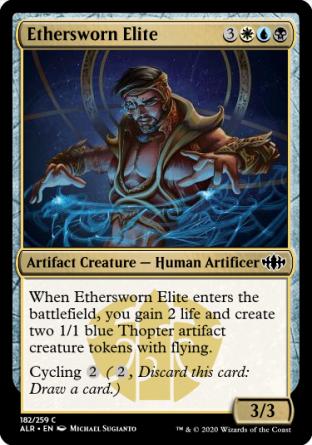 Ethersworn Elite 3
Artifact Creature — Human Artificer
When Ethersworn Elite enters the
battlefield, you gain 2 life and create
two 1/1 blue Thopter artifact
creature tokens with flying.
Cycling 2 ( 2 , Discard this card:
Draw a card.)
3/3
182/259 C
ALR • EN MICHAEL SUGIANTO
™ & © 2020 Wizards of the Coast